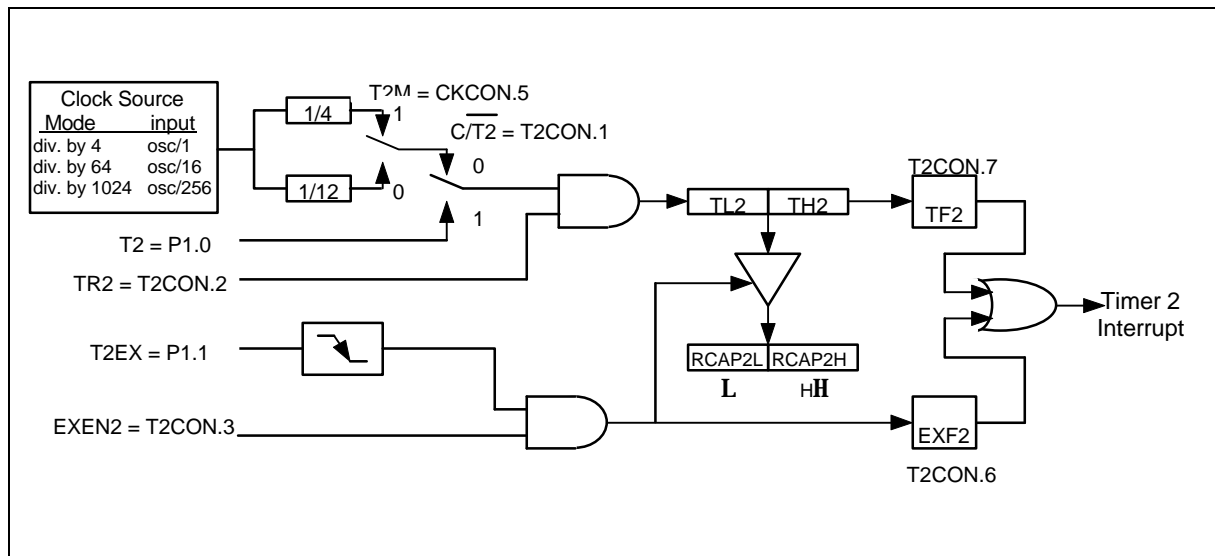 Clock Source
Mode input
div. by 4 osc/1
div. by 64 osc/16
div. by 1024 osc/256
1/4
1/12
T2M = CKCON.5
1
0
C/T2 = T2CON.1
0
1
T2 = P1.0
TR2 = T2CON.2
T2EX = P1.1
EXEN2 = T2CON.3
TL2 TH2
T2CON.7
TF2
RCAP2L RCAP2H
L HH
EXF2
T2CON.6
Timer 2
Interrupt